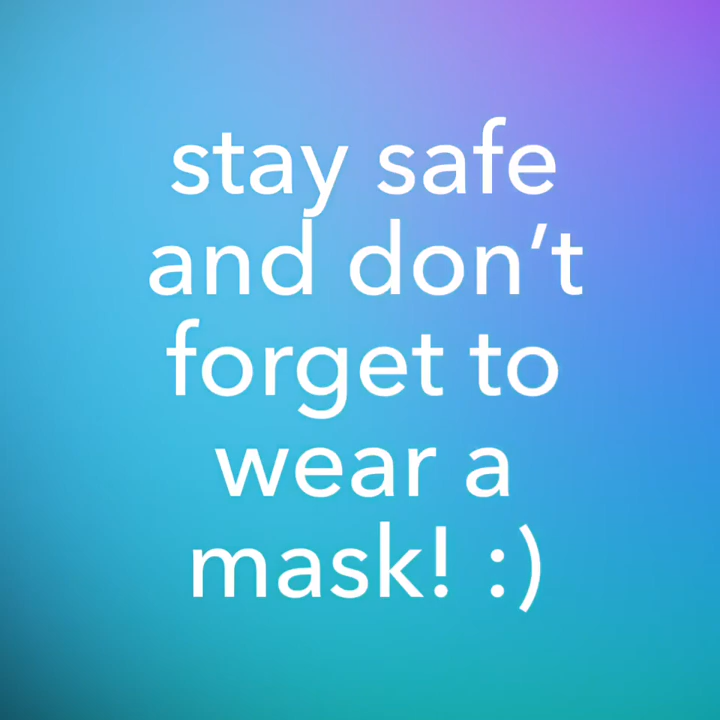 stay safe
and don’t
forget to
wear a
mask! :)